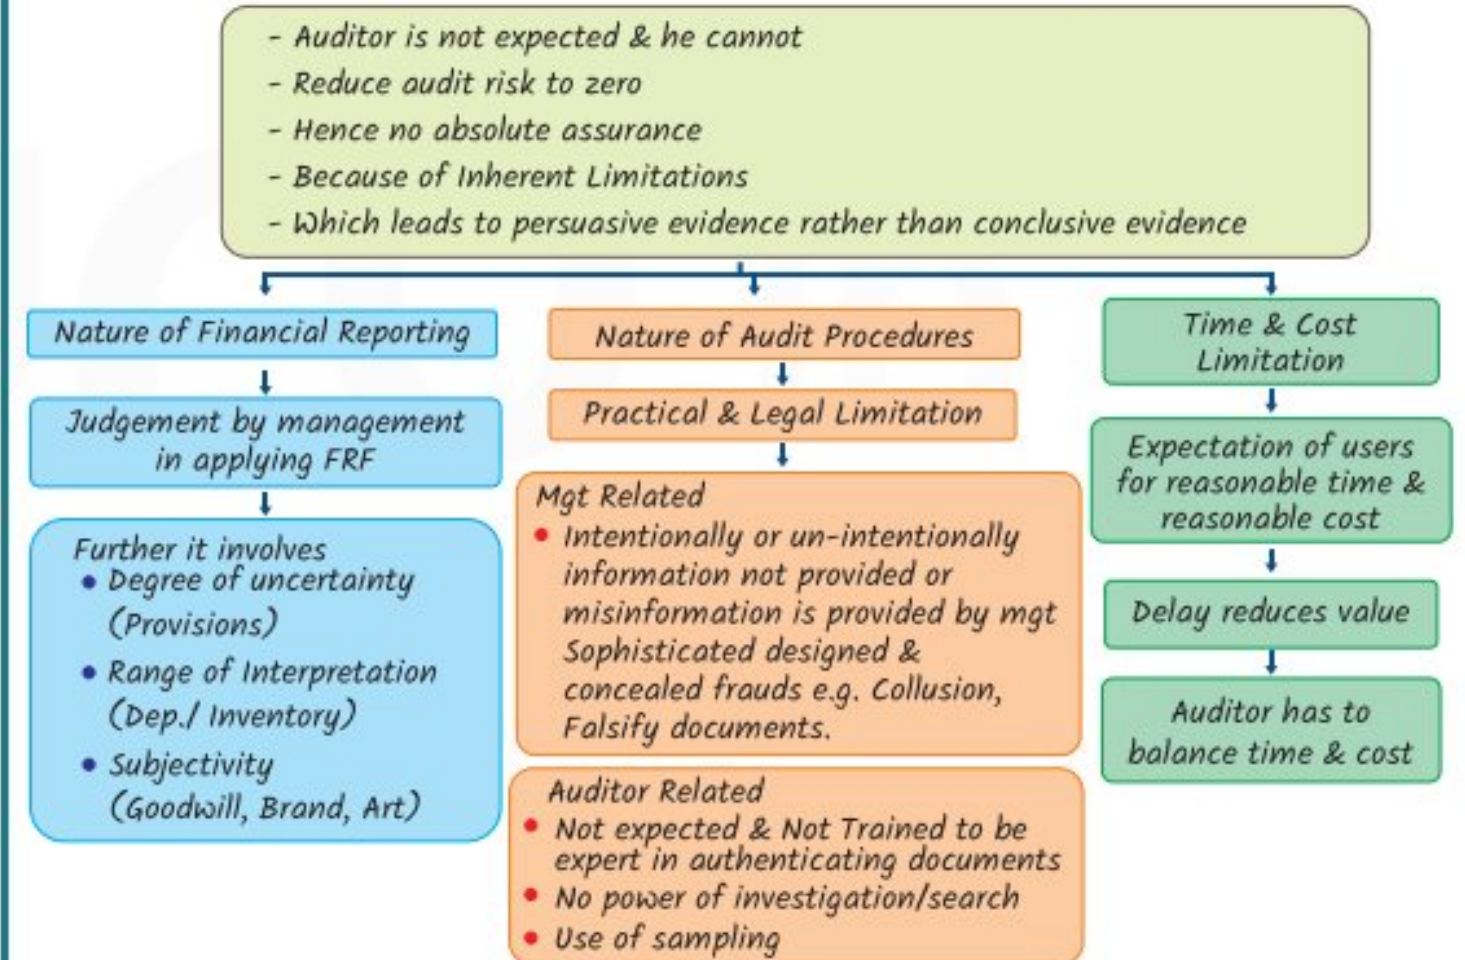 - Auditor is not expected & he cannot
- Reduce audit risk to zero
- Hence no absolute assurance
- Because of Inherent Limitations
- Which leads to persuasive evidence rather than conclusive evidence
Nature of Financial Reporting
Judgement by management
in applying FRF
Further it involves
• Degree of uncertainty
(Provisions)
• Range of Interpretation
(Dep./ Inventory)
• Subjectivity
(Goodwill, Brand, Art)
Nature of Audit Procedures
Practical & Legal Limitation
Mgt Related
• Intentionally or un-intentionally
information not provided or
misinformation is provided by mgt
Sophisticated designed &
concealed frauds e.g. Collusion,
Falsify documents.
Auditor Related
• Not expected & Not Trained to be
expert in authenticating documents
• No power of investigation/search
• Use of sampling
Time & Cost
Limitation
Expectation of users
for reasonable time &
reasonable cost
Delay reduces value
Auditor has to
balance time & cost